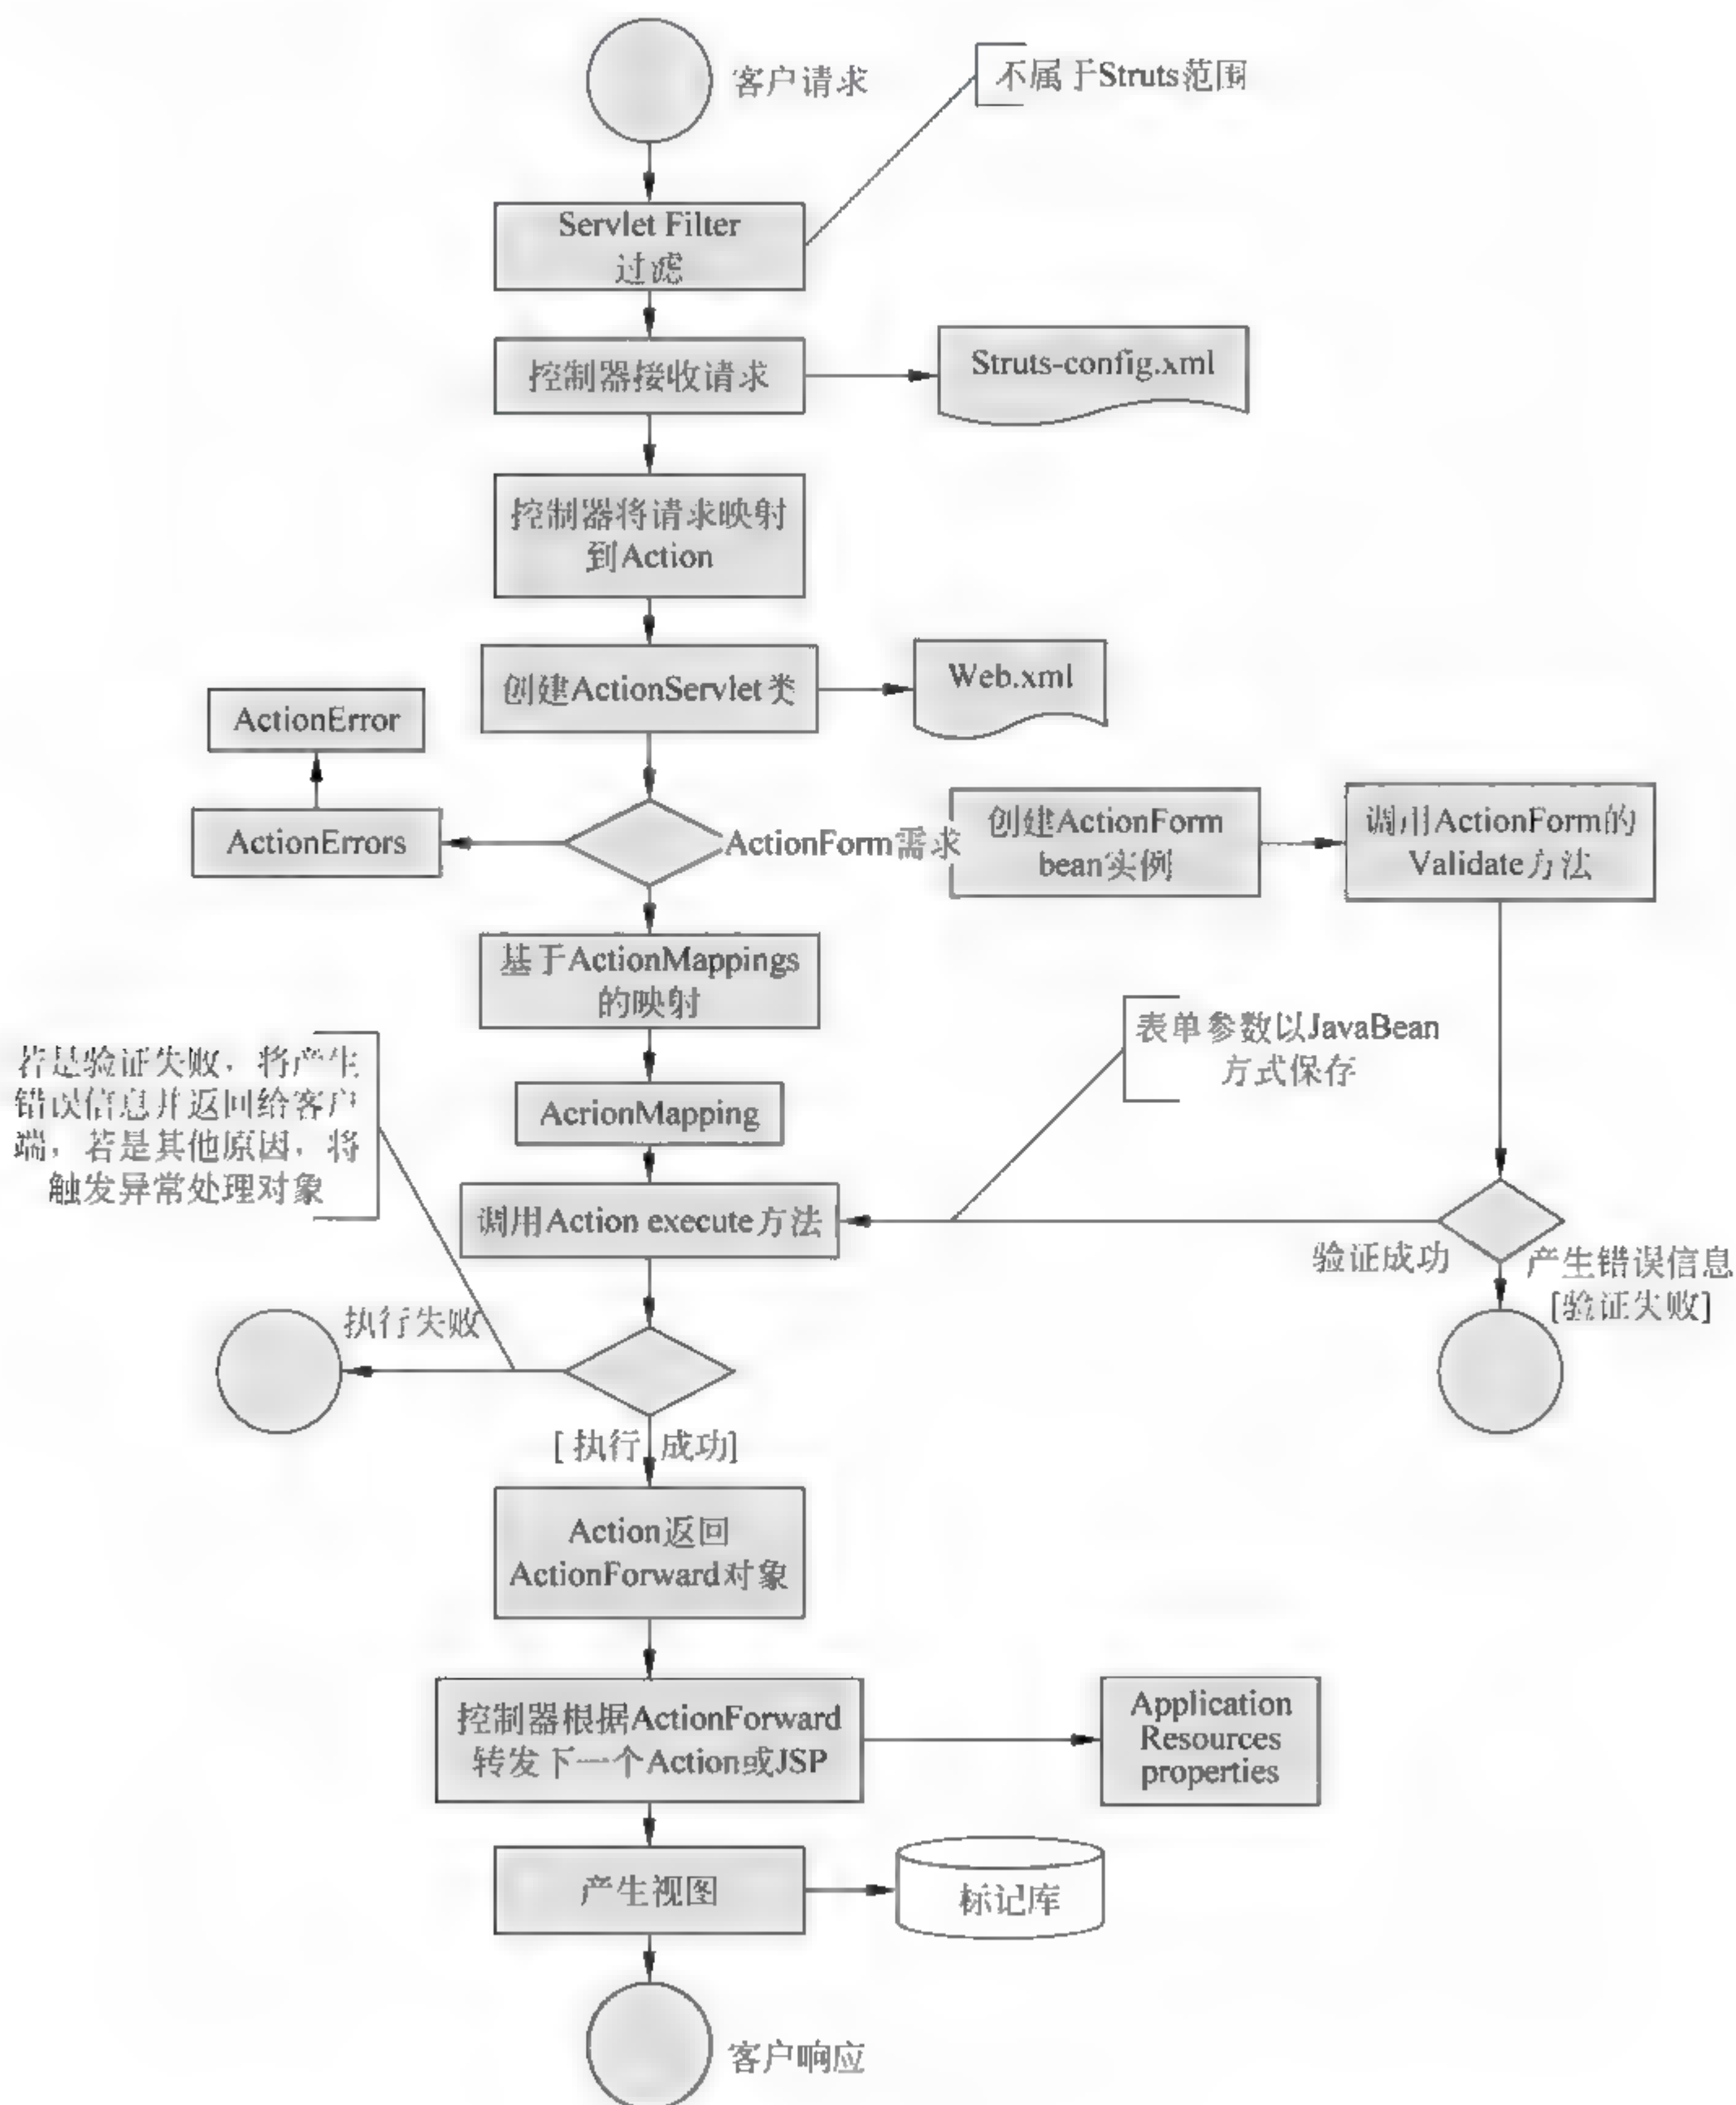 客户请求
不属于Struts范围
Servlet Filter
过滤
控制器接收请求
Struts-config.xml
控制器将请求映射
到Action
创建ActionServlet类
Web.xml
ActionError
ActionErrors
ActionForm需求
创建ActionForm
bean实例
调用ActionForm的
Validate方法
基于ActionMappings
的映射
表单参数以JavaBean
方式保存
若是验证失败，将产生
错误信息并返回给客户
端，若是其他原因，将
触发异常处理对象
AcrionMapping
调用Action execute方法
验证成功
产生错误信息
[验证失败]
执行失败
[ 执行 成功]
Action返回
ActionForward对象
控制器根据ActionForward
转发下一个Action或JSP
Application
Resources
properties
产生视图
标记库
客户响应